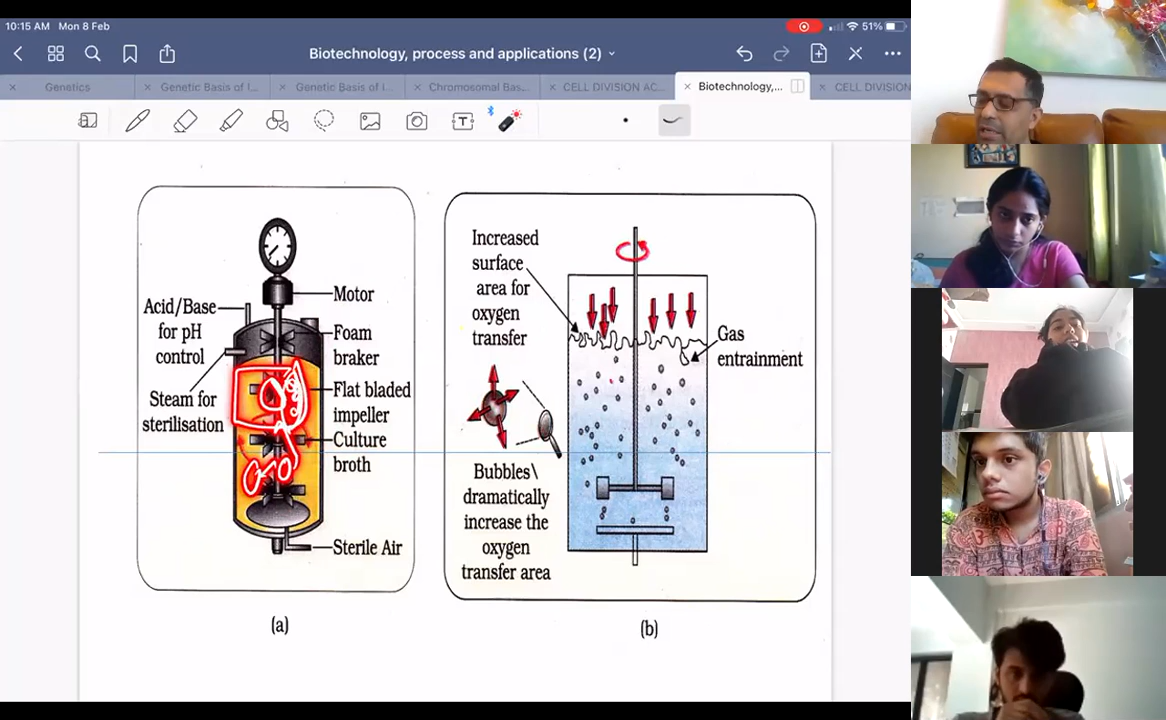 10:15 AM Mon 8 Feb
51%
Biotechnology, process and applications (2)
Genetics
Genetic Basis of I...
Genetic Basis of I...
Chromosomal Bas...
CELL DIVISION AC...
Biotechnology,...
CELL DIVISION
T
Acid/Base
for pH
control
Steam for
sterilisation
Motor
Foam
braker
Flat bladed
impeller
Culture
broth
Sterile Air
(a)
Increased
surface
area for
oxygen
transfer
Gas
entrainment
Bubbles\
dramatically
increase the
oxygen
transfer area
(b)